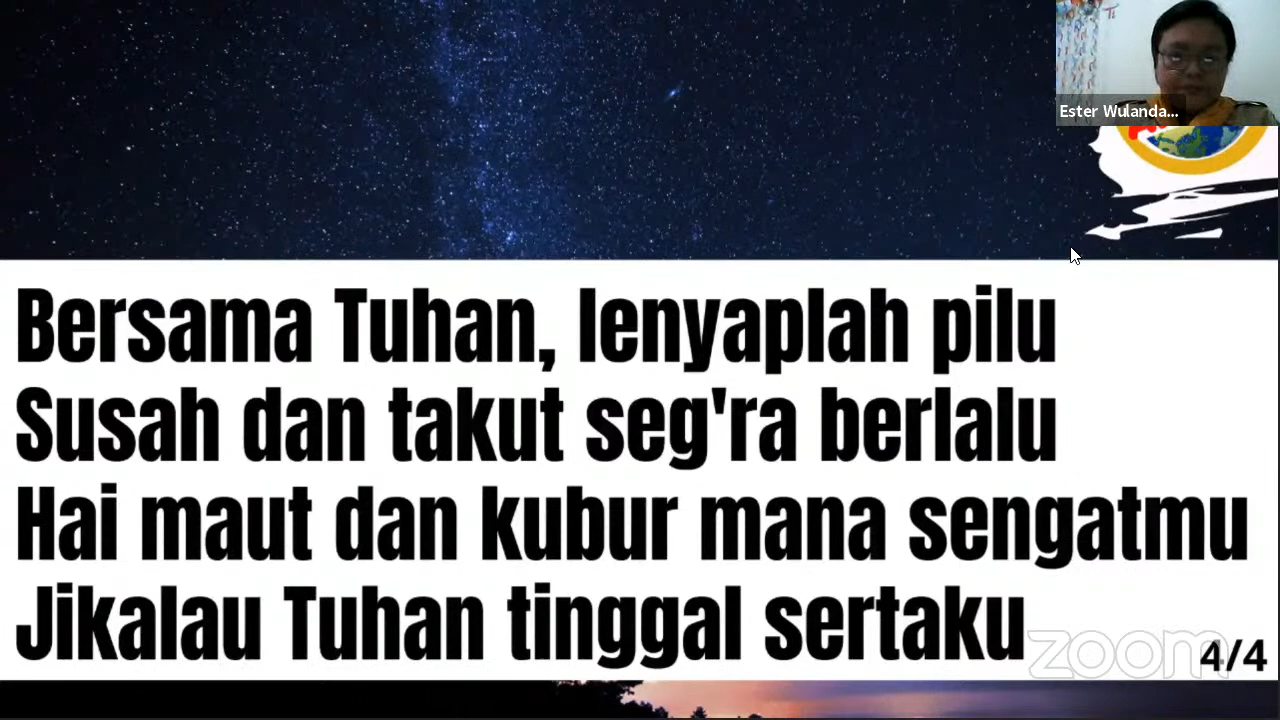 Ester Wulanda...
Bersama Tuhan, lenyaplah pilu
Susah dan takut seg'ra berlalu
Hai maut dan kubur mana sengatmu
Jikalau Tuhan tinggal sertaku
zoom
4/4